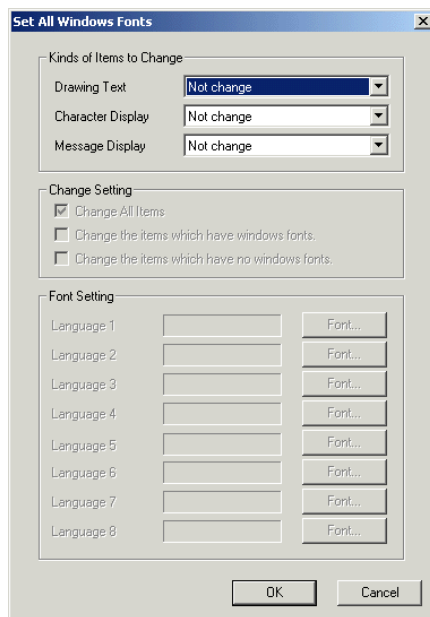 Set All Windows Fonts
Kinds of Items to Change
Drawing Text Not change
Character Display Not change
Message Display Not change
Change Setting
Change All Items
Change the items which have windows fonts.
Change the items which have no windows fonts.
Font Setting
Language 1 Font...
Language 2 Font...
Language 3 Font...
Language 4 Font...
Language 5 Font...
Language 6 Font...
Language 7 Font...
Language 8 Font...
OK Cancel